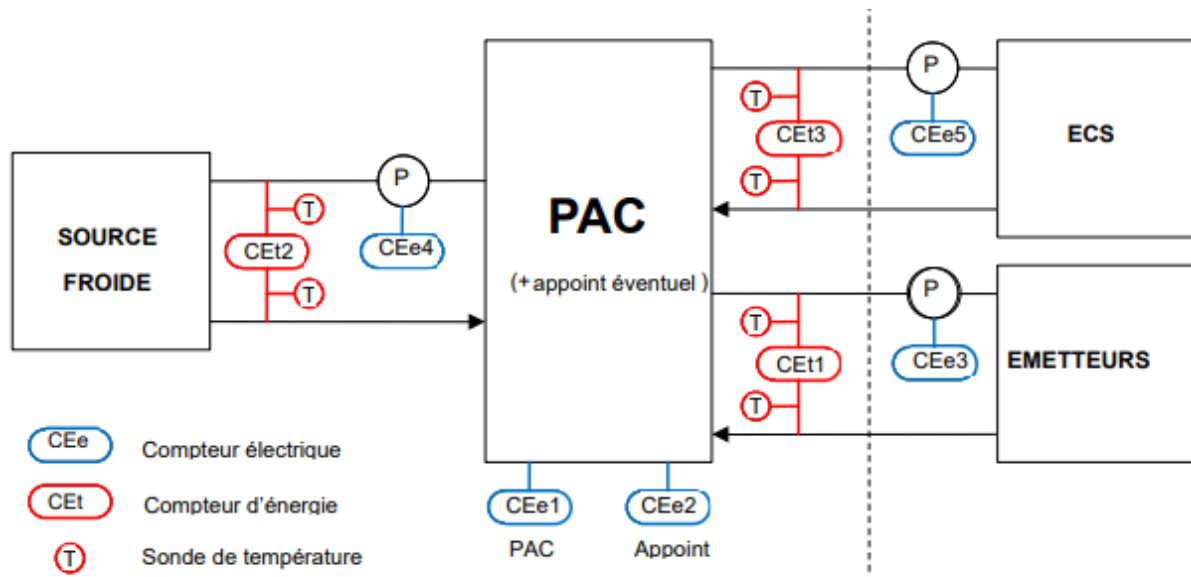 P
T
CEt3
T
CEe5
ECS
P
SOURCE
FROIDE
T
CEt2
T
CEe4
PAC
(+ appoint éventuel )
P
T
CEt1
T
CEe3
EMETTEURS
CEe
Compteur électrique
CEt
Compteur d'énergie
T
Sonde de température
CEe1
PAC
CEe2
Appoint